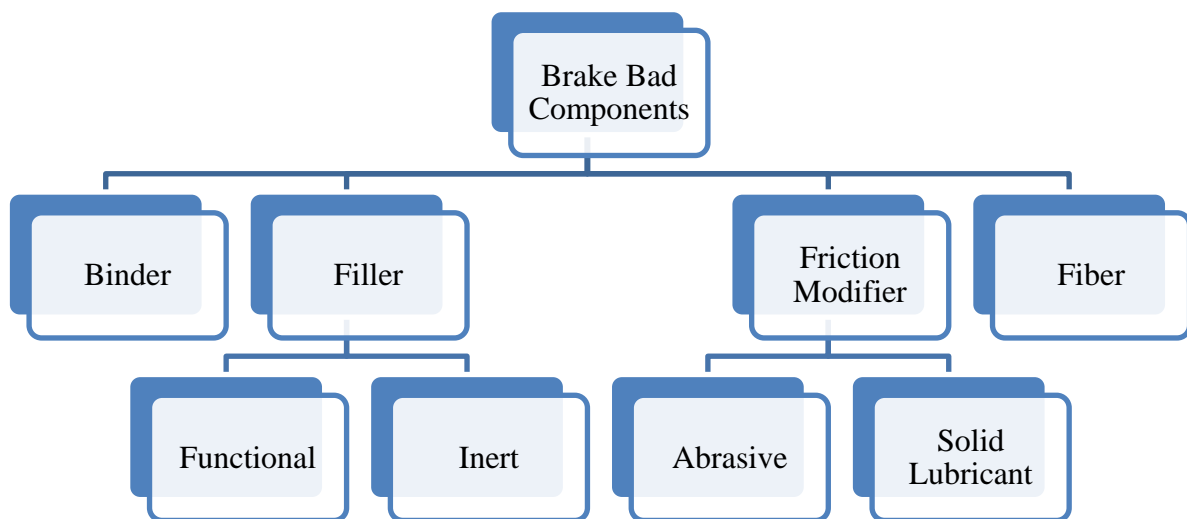 Brake Bad
Components
Binder
Filler
Friction
Modifier
Fiber
Functional
Inert
Abrasive
Solid
Lubricant